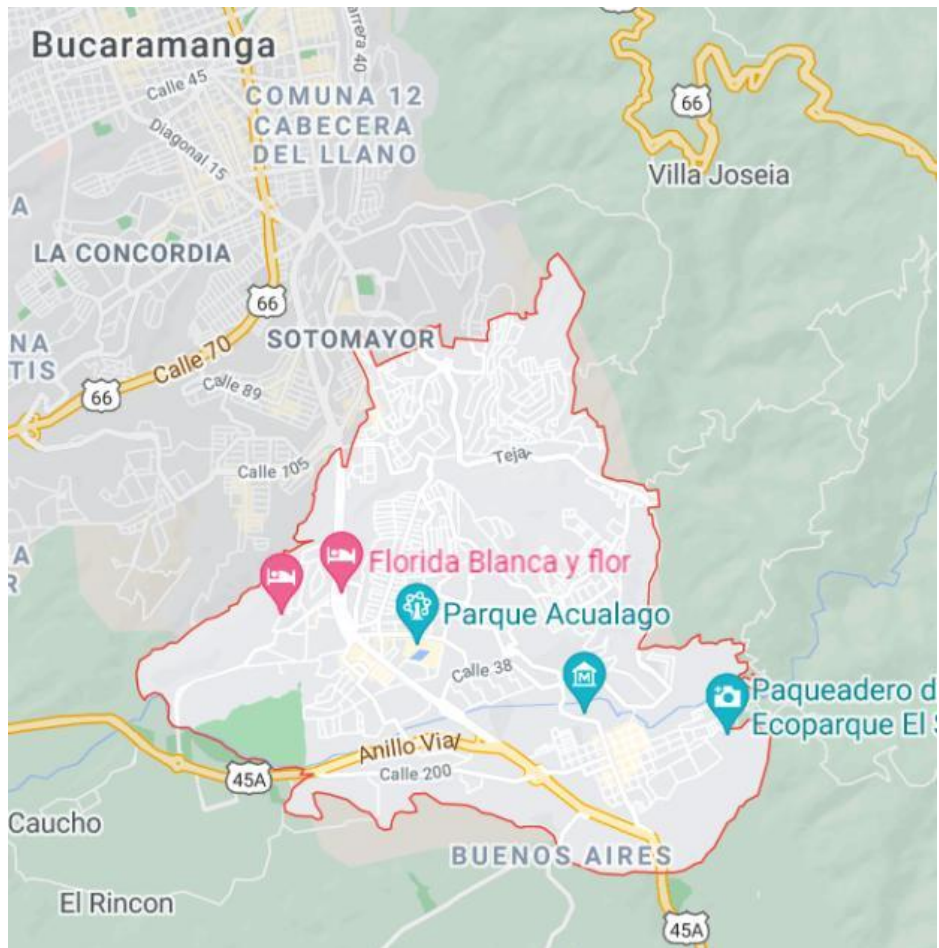 Bucaramanga
Carrera 40
Calle 45
COMUNA 12
CABECERA
DEL LLANO
Diagonal 15
66
Villa Joseia
A
LA CONCORDIA
66
NA
TIS
Calle 70
SOTOMAYOR
Calle 89
66
Calle 105
Teja
A
R
Florida Blanca y flor
Parque Acualago
Calle 38
M
Paqueadero d
Ecoparque El S
Anillo Vial
Calle 200
45A
Caucho
BUENOS AIRES
El Rincon
45A